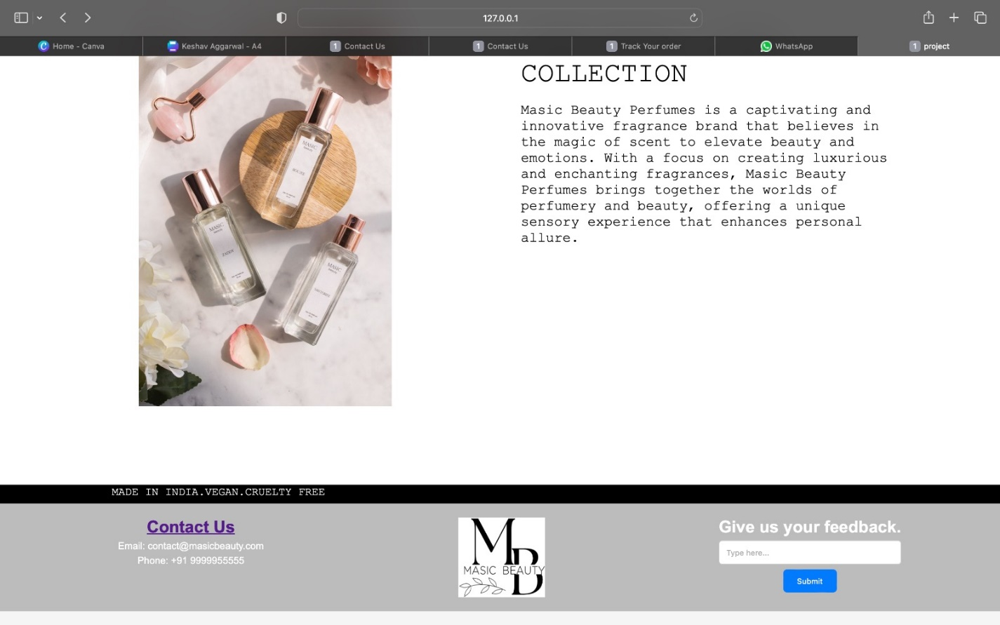 127.0.0.1
Home - Canva
Keshav Aggarwal - A4
1 Contact Us
1 Contact Us
1 Track Your order
WhatsApp
1 project
COLLECTION
Masic Beauty Perfumes is a captivating and
innovative fragrance brand that believes in
the magic of scent to elevate beauty and
emotions. With a focus on creating luxurious
and enchanting fragrances, Masic Beauty
Perfumes brings together the worlds of
perfumery and beauty, offering a unique
sensory experience that enhances personal
allure.
MASIC
MASIC
MASIC
MADE IN INDIA.VEGAN.CRUELTY FREE
Contact Us
Email: contact@masicbeauty.com
Phone: +91 9999955555
MB
MASIC BEAUTY
Give us your feedback.
Type here...
Submit